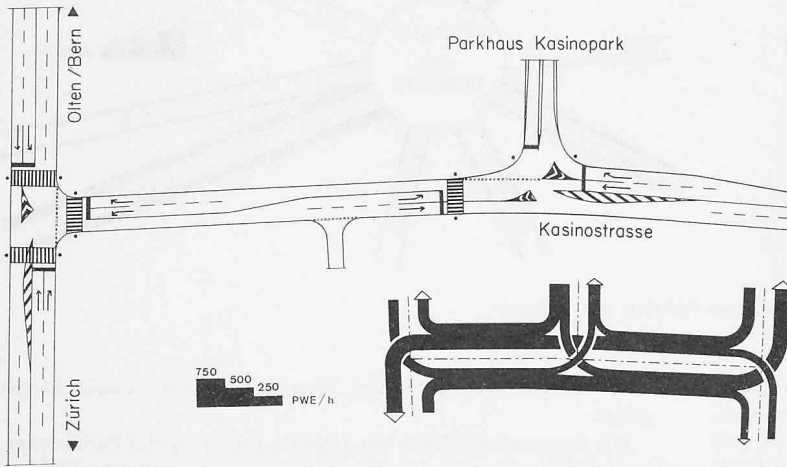 Olten/Bern
Parkhaus Kasinopark
Kasinostrasse
Zürich
750
500
250
PWE/h